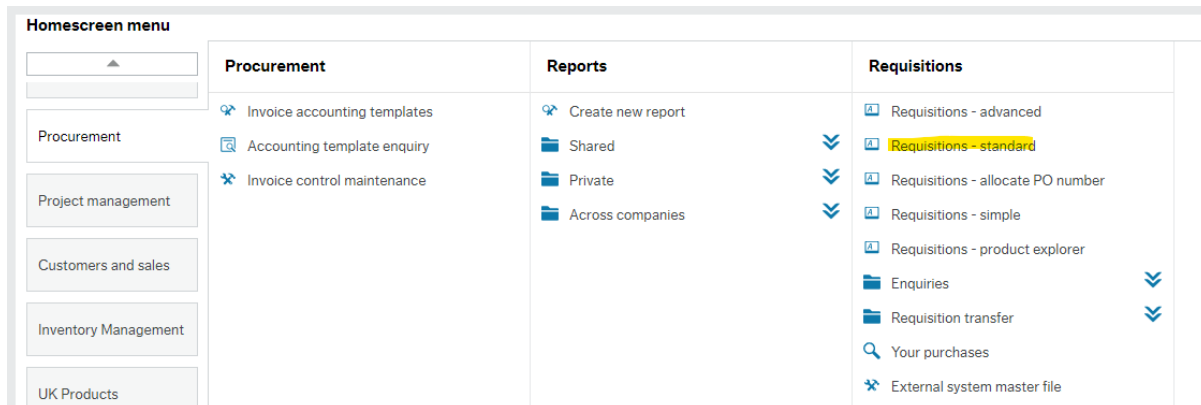 Homescreen menu
Procurement
Project management
Customers and sales
Inventory Management
UK Products
Procurement
Invoice accounting templates
Accounting template enquiry
Invoice control maintenance
Reports
Create new report
Shared
Private
Across companies
Requisitions
Requisitions - advanced
Requisitions - standard
Requisitions - allocate PO number
Requisitions - simple
Requisitions - product explorer
Enquiries
Requisition transfer
Your purchases
External system master file